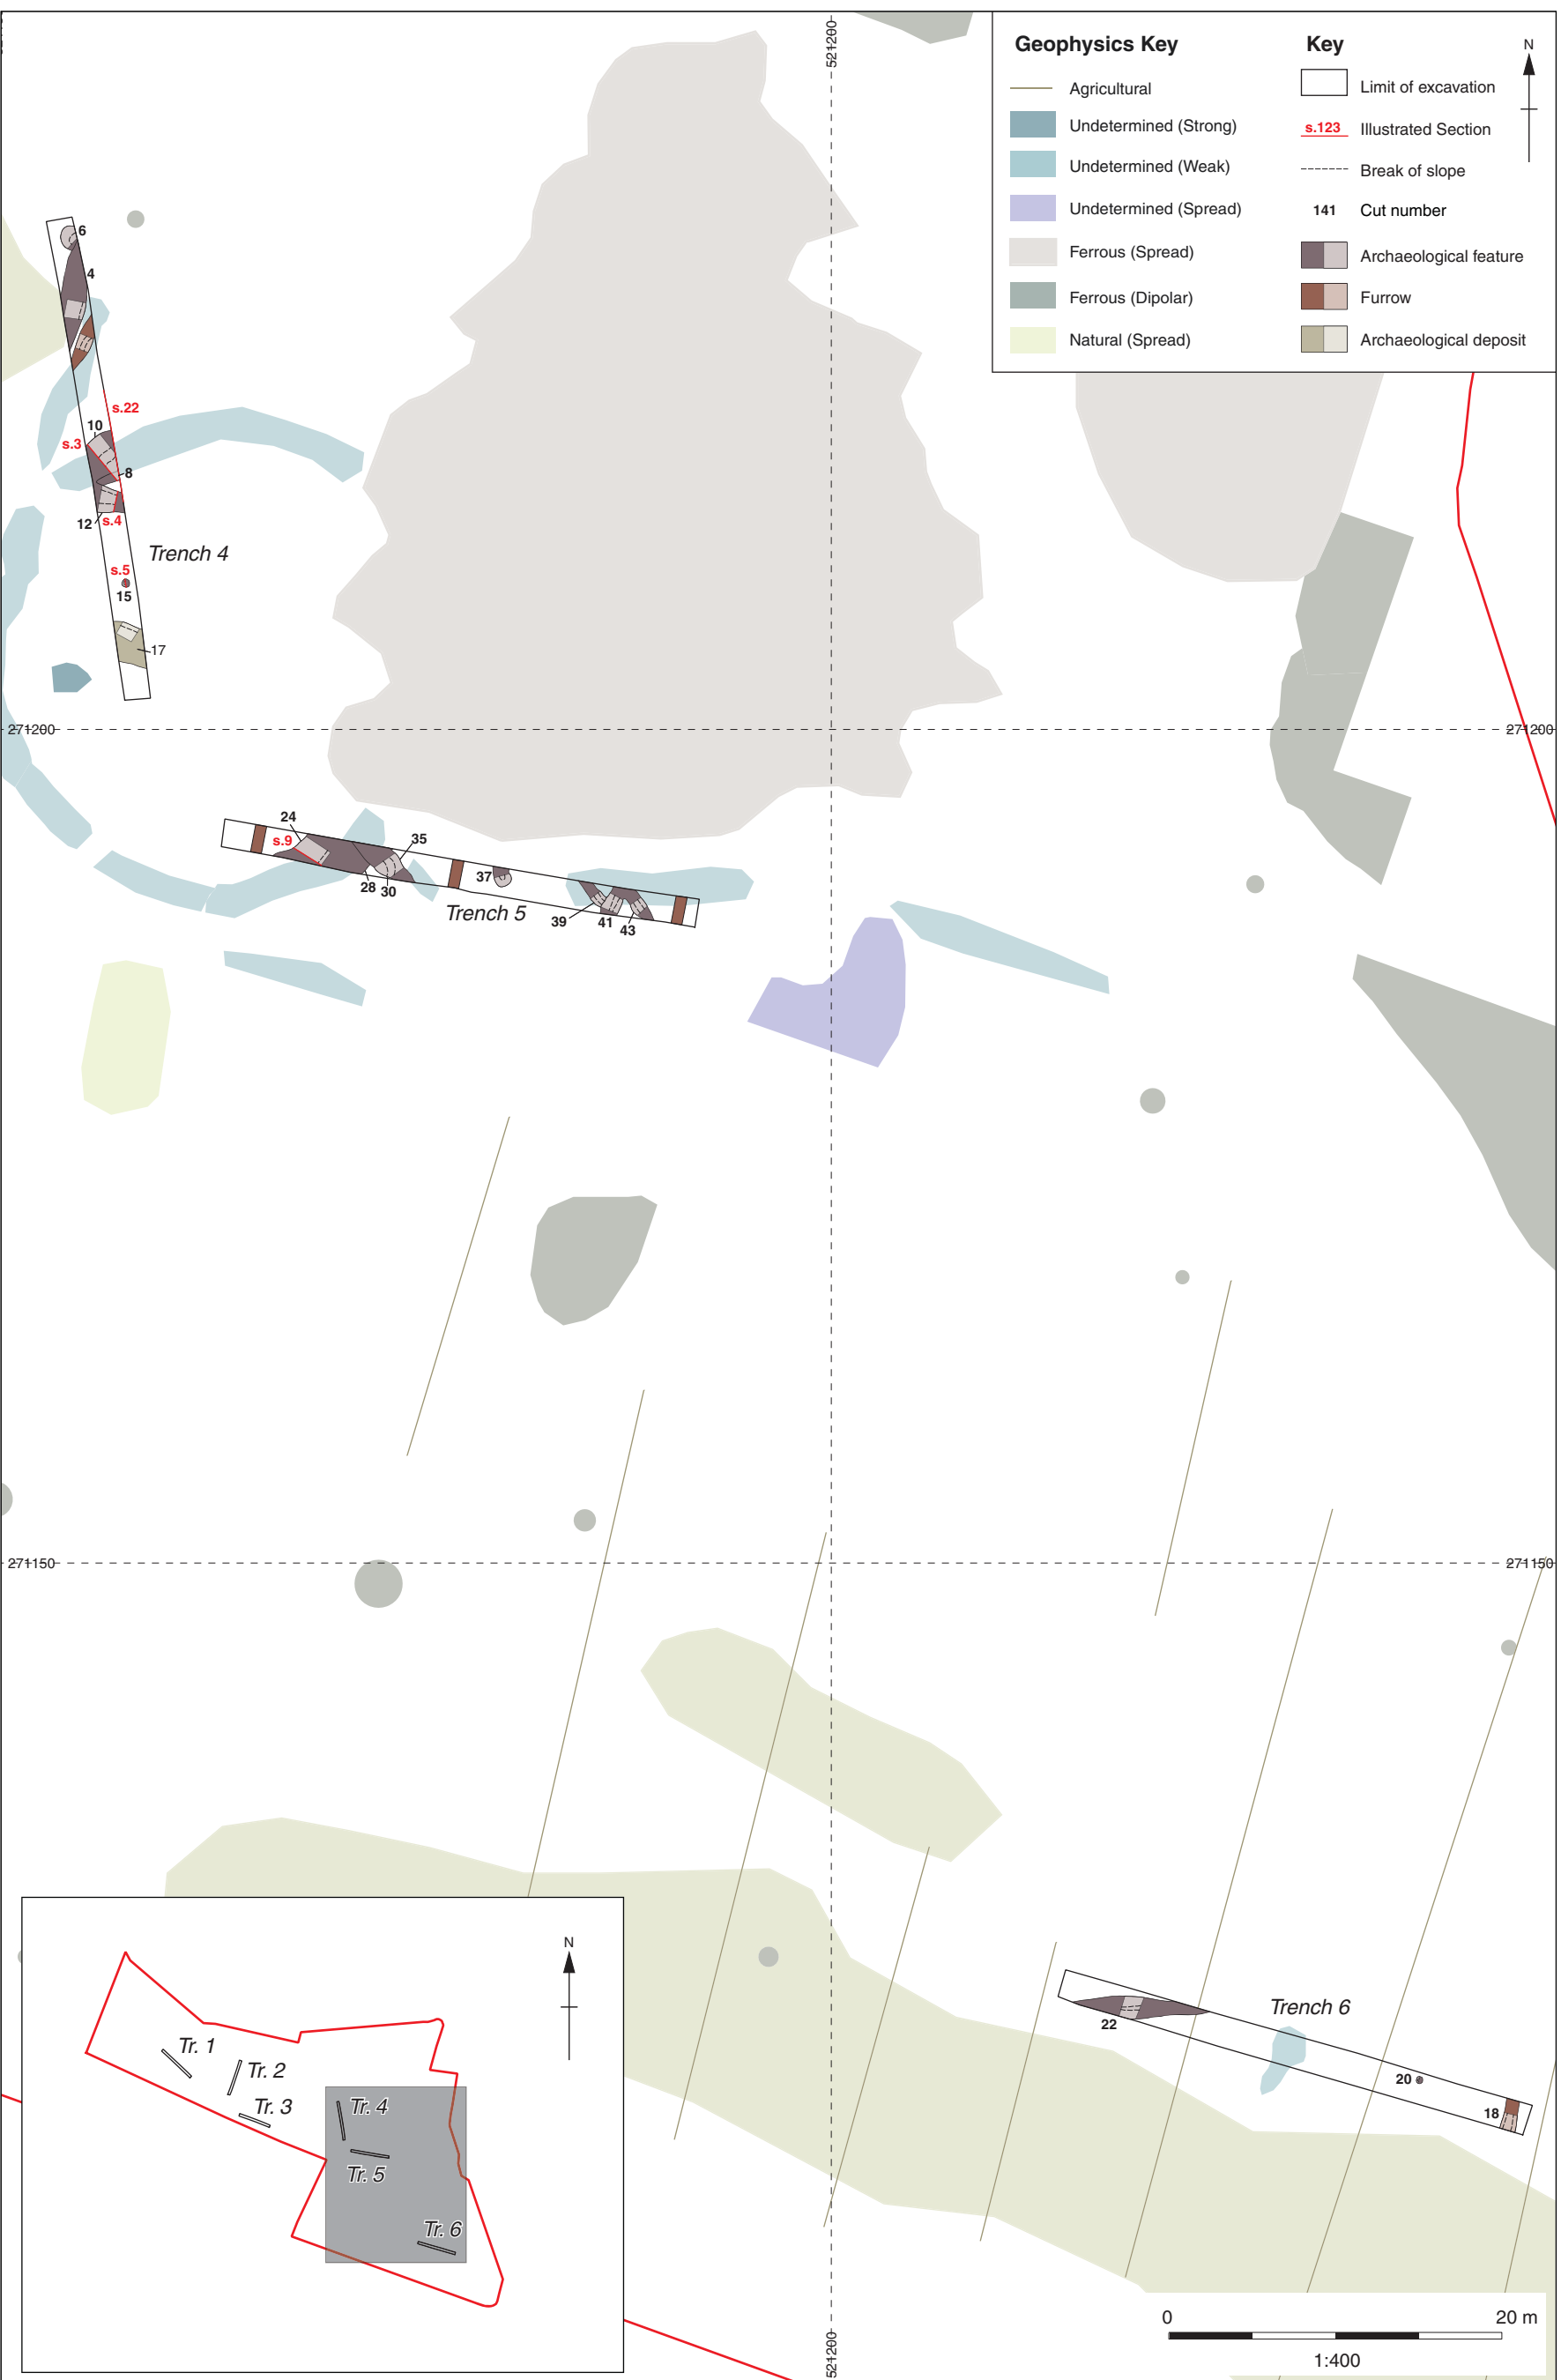 521200
Geophysics Key
Agricultural
Undetermined (Strong)
Undetermined (Weak)
Undetermined (Spread)
Ferrous (Spread)
Ferrous (Dipolar)
Natural (Spread)
Key
N
Limit of excavation
s.123 Illustrated Section
Break of slope
141 Cut number
Archaeological feature
Furrow
Archaeological deposit
6
4
s.22
10
s.3
8
12
s.4
Trench 4
s.5
15
17
271200
271200
24
s.9
35
28
30
37
Trench 5
39
41
43
271150
271150
Trench 6
22
20
18
N
Tr. 1
Tr. 2
Tr. 3
Tr. 4
Tr. 5
Tr. 6
0 20 m
1:400
521200